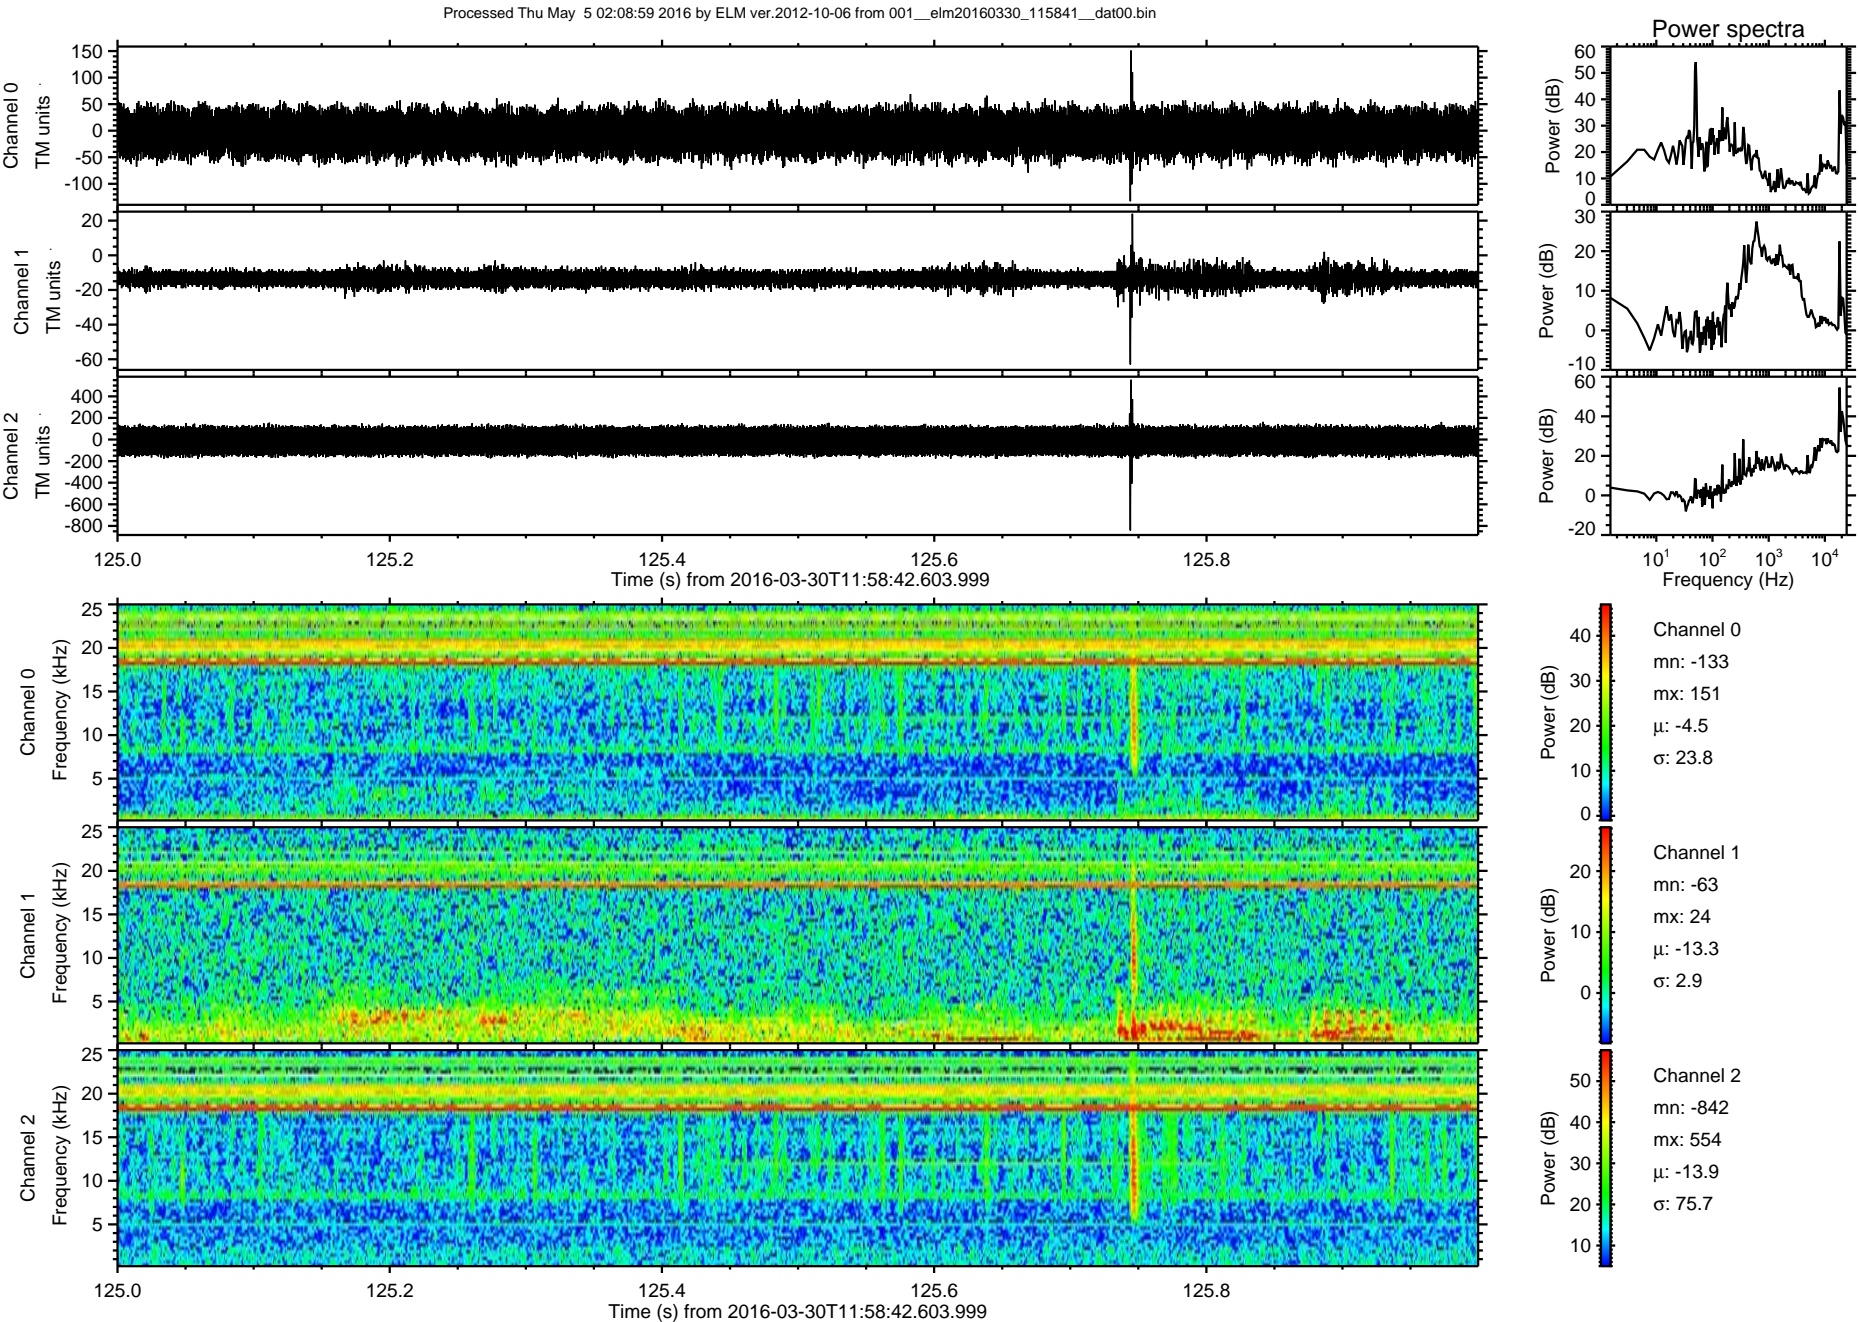 Processed Thu May  5 02:08:59 2016 by ELM ver.2012-10-06 from 001__elm20160330_115841__dat00.bin
Power spectra
Channel 0
TM units
150
100
50
0
-50
-100
Power (dB)
60
50
40
30
20
10
0
Channel 1
TM units
20
0
-20
-40
-60
Power (dB)
30
20
10
0
-10
Channel 2
TM units
400
200
0
-200
-400
-600
-800
Power (dB)
60
40
20
0
-20
125.0 125.2 125.4 125.6 125.8
Time (s) from 2016-03-30T11:58:42.603.999
10¹ 10² 10³ 10⁴
Frequency (Hz)
Channel 0
Frequency (kHz)
25
20
15
10
5
Power (dB)
40
30
20
10
0
Channel 0
mn: -133
mx: 151
μ: -4.5
σ: 23.8
Channel 1
Frequency (kHz)
25
20
15
10
5
Power (dB)
20
10
0
Channel 1
mn: -63
mx: 24
μ: -13.3
σ: 2.9
Channel 2
Frequency (kHz)
25
20
15
10
5
Power (dB)
50
40
30
20
10
Channel 2
mn: -842
mx: 554
μ: -13.9
σ: 75.7
125.0 125.2 125.4 125.6 125.8
Time (s) from 2016-03-30T11:58:42.603.999